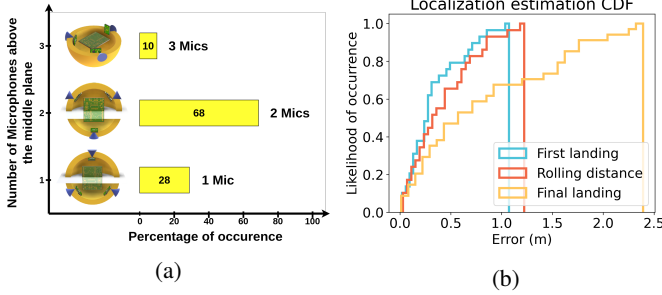 Number of Microphones above
the middle plane
3
2
1
10
3 Mics
68
2 Mics
28
1 Mic
0 20 40 60 80 100
Percentage of occurence
(a)
Localization estimation CDF
Likelihood of occurrence
1.0
0.8
0.6
0.4
0.2
0.0
First landing
Rolling distance
Final landing
0.0 0.5 1.0 1.5 2.0 2.5
Error (m)
(b)